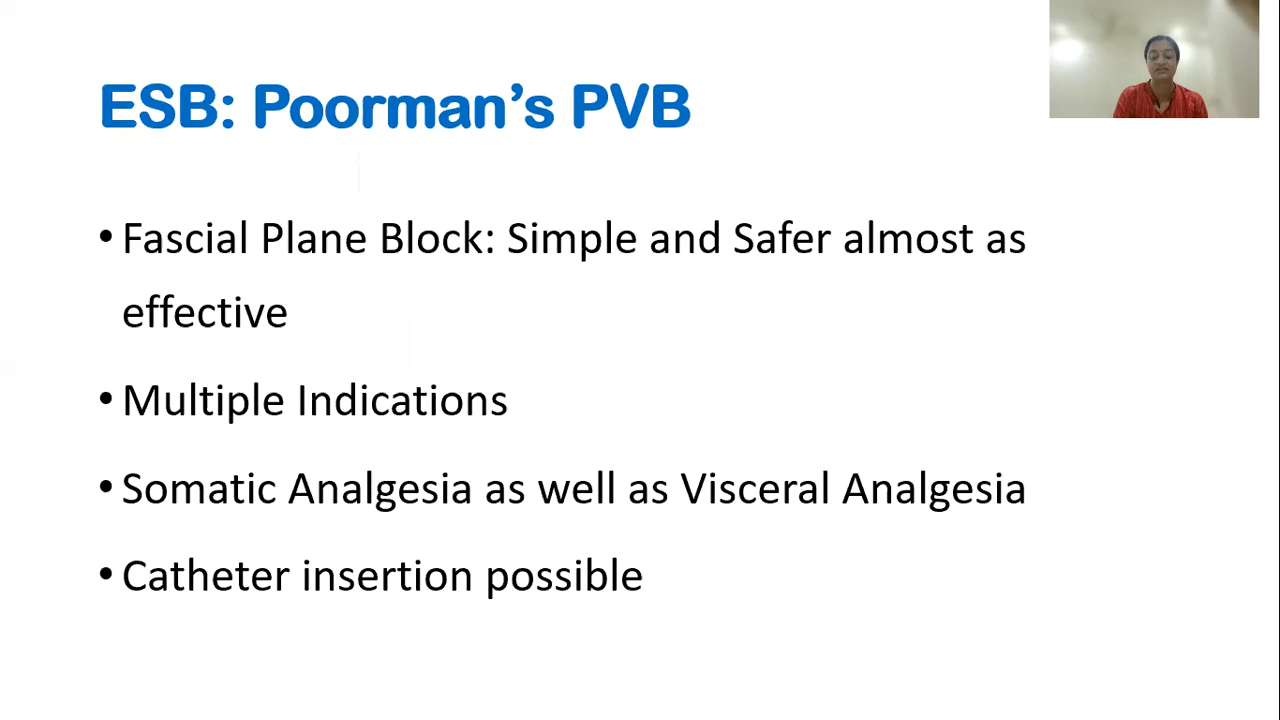 ESB: Poorman’s PVB
• Fascial Plane Block: Simple and Safer almost as
effective
• Multiple Indications
• Somatic Analgesia as well as Visceral Analgesia
• Catheter insertion possible